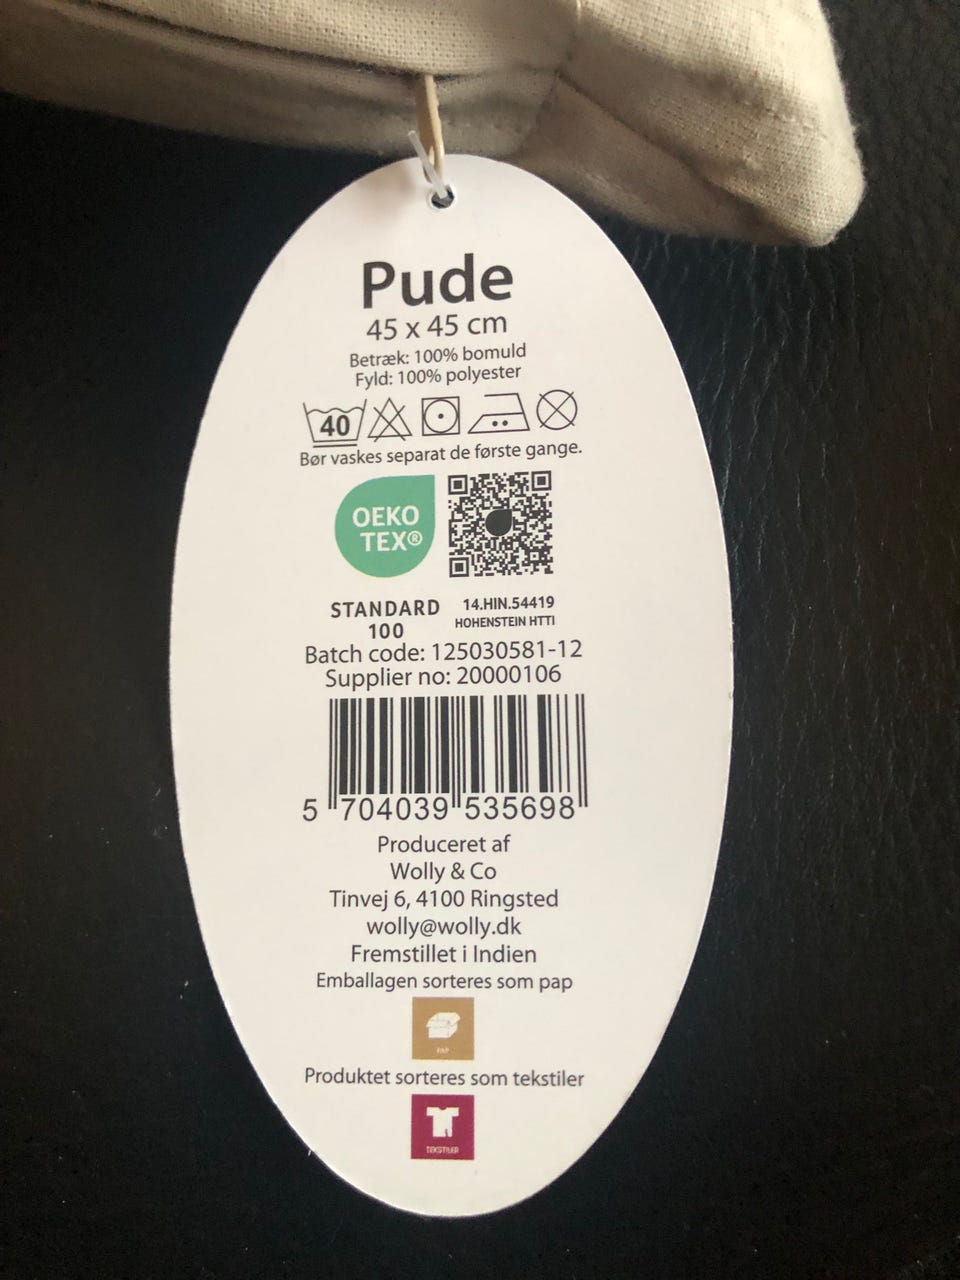 Pude
45 x 45 cm
Betræk: 100% bomuld
Fyld: 100% polyester
40
Bør vaskes separat de første gange.
OEKO
TEX®
STANDARD
100
14.HIN.54419
HOHENSTEIN HTTI
Batch code: 125030581-12
Supplier no: 20000106
5 704039 535698
Produceret af
Wolly & Co
Tinvej 6, 4100 Ringsted
wolly@wolly.dk
Fremstillet i Indien
Emballagen sorteres som pap
PAP
Produktet sorteres som tekstiler
TEKSTILER